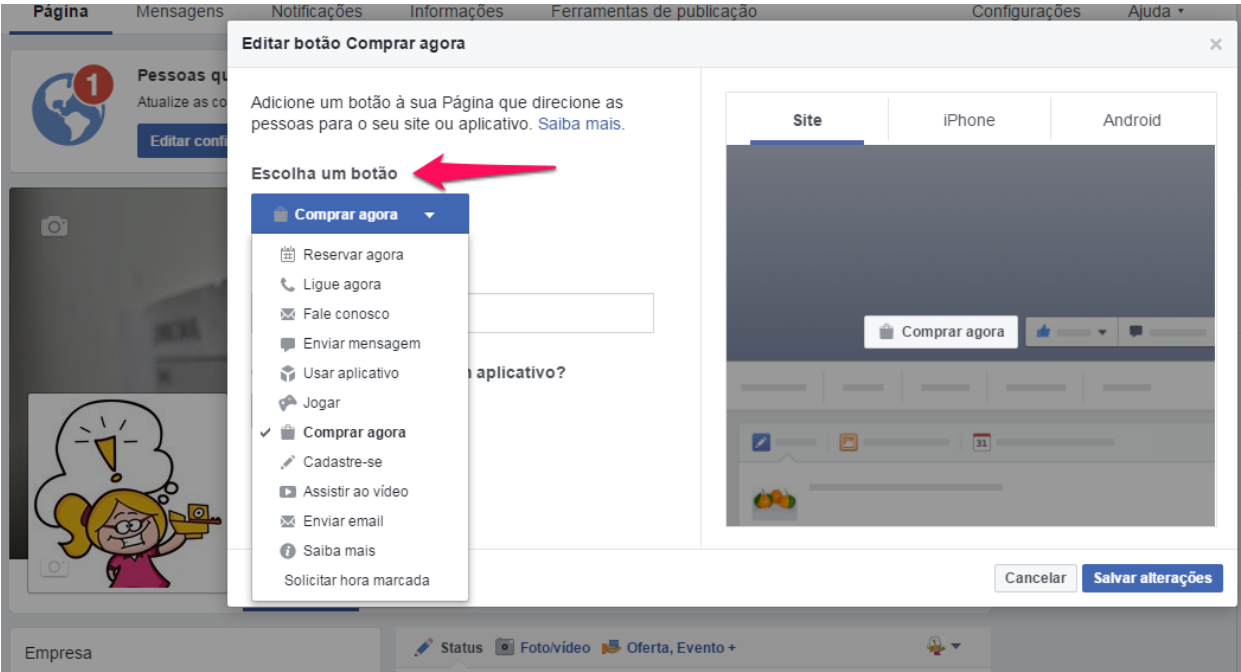 Página Mensagens Notificações Informações Ferramentas de publicação Configurações Ajuda
Editar botão Comprar agora
1
Pessoas qu
Atualize as co
Editar confi
Adicione um botão à sua Página que direcione as
pessoas para o seu site ou aplicativo. Saiba mais.
Escolha um botão
Comprar agora
Reservar agora
Ligue agora
Fale conosco
Enviar mensagem
Usar aplicativo
aplicativo?
Jogar
Comprar agora
Cadastre-se
Assistir ao vídeo
Enviar email
Saiba mais
Solicitar hora marcada
Site iPhone Android
Comprar agora
31
Cancelar Salvar alterações
Empresa
Status Foto/vídeo Oferta, Evento +